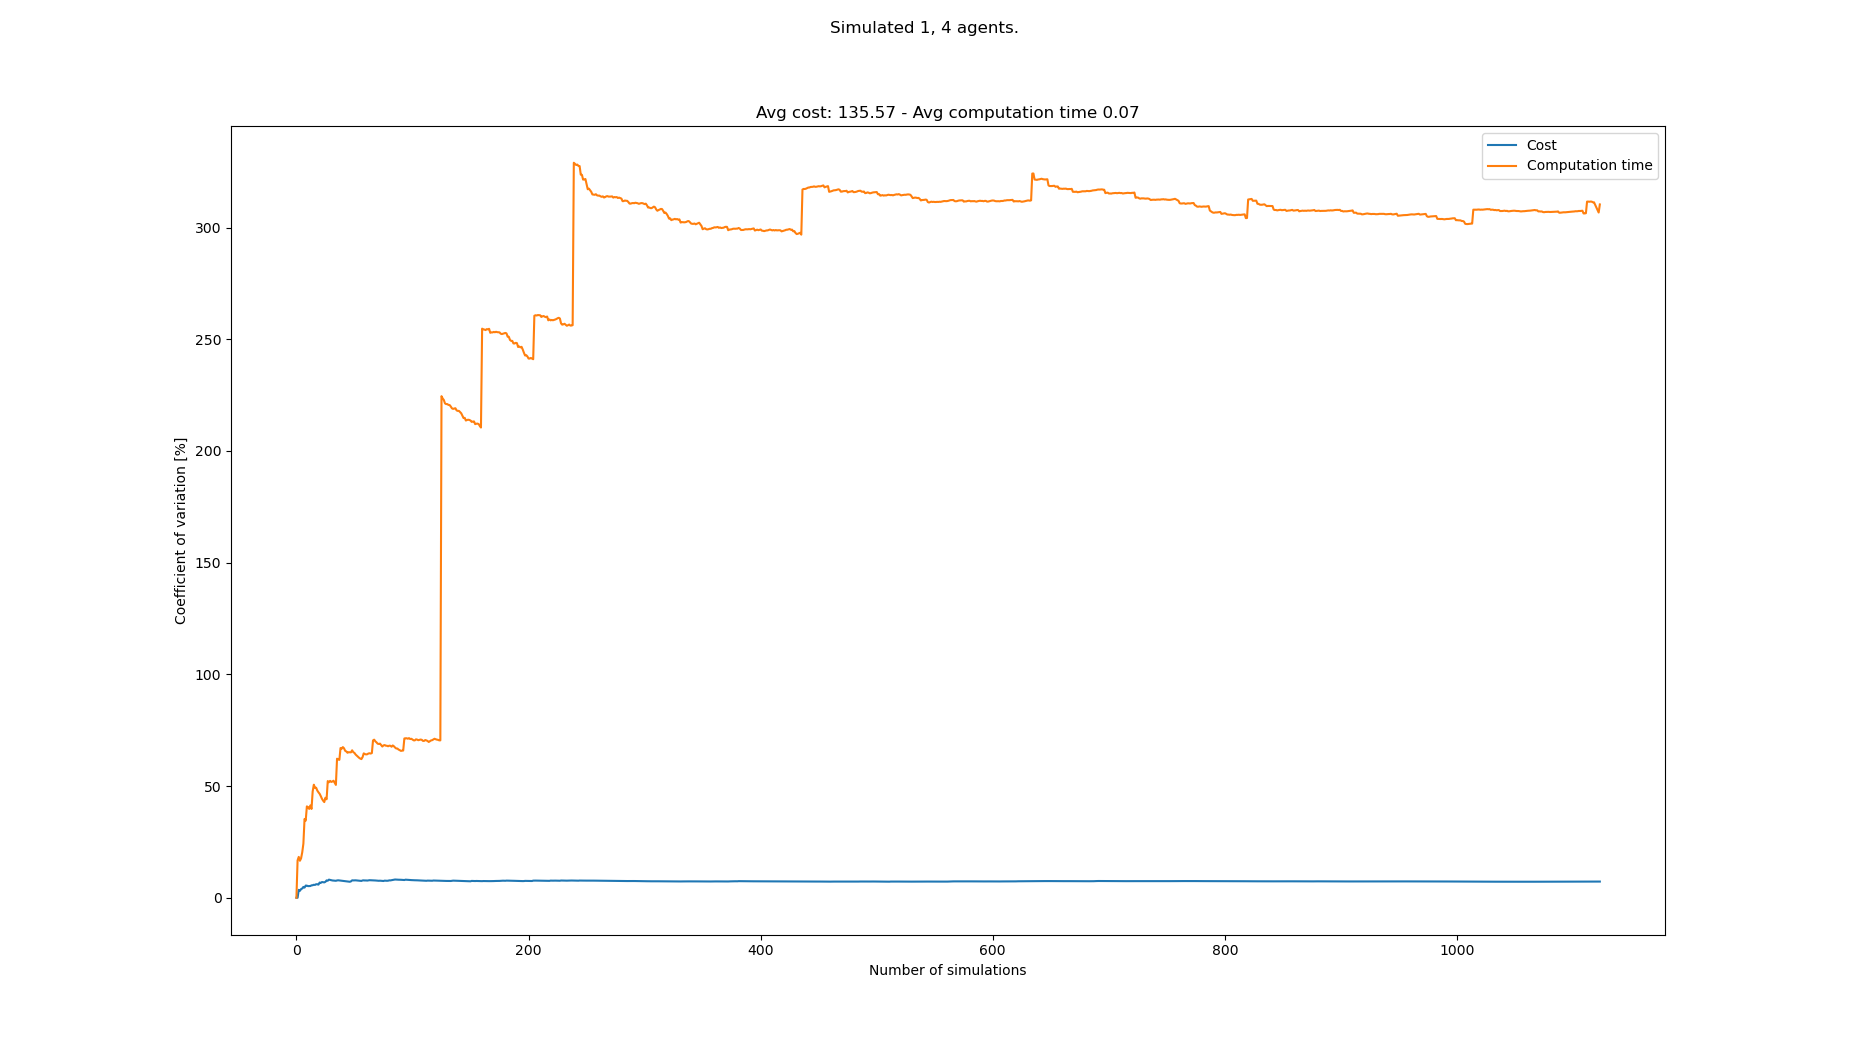 Simulated 1, 4 agents.
Avg cost: 135.57 - Avg computation time 0.07
Cost
Computation time
Coefficient of variation [%]
300
250
200
150
100
50
0
0 200 400 600 800 1000
Number of simulations